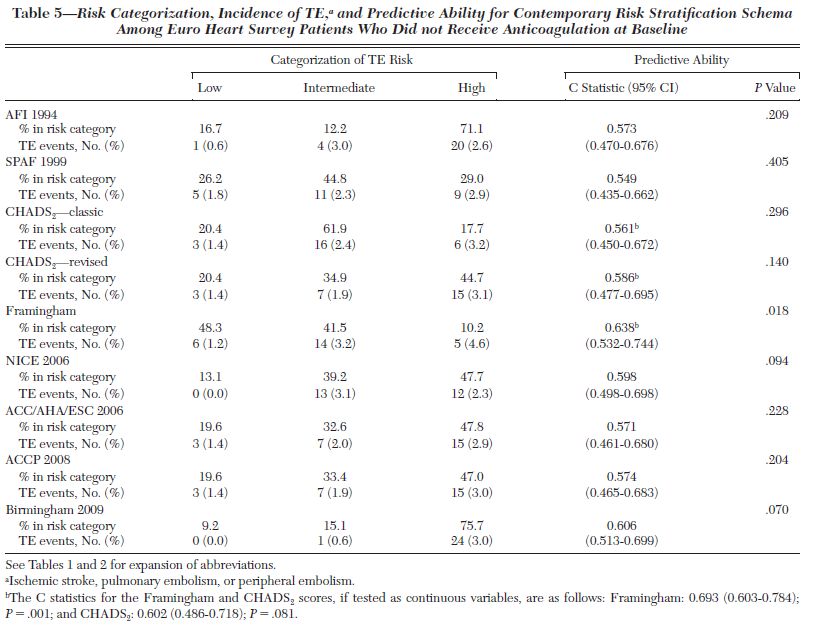 Table 5—Risk Categorization, Incidence of TE,ᵃ and Predictive Ability for Contemporary Risk Stratification Schema
Among Euro Heart Survey Patients Who Did not Receive Anticoagulation at Baseline
Categorization of TE Risk Predictive Ability
Low Intermediate High C Statistic (95% CI) P Value
AFI 1994 .209
% in risk category 16.7 12.2 71.1 0.573
TE events, No. (%) 1 (0.6) 4 (3.0) 20 (2.6) (0.470-0.676)
SPAF 1999 .405
% in risk category 26.2 44.8 29.0 0.549
TE events, No. (%) 5 (1.8) 11 (2.3) 9 (2.9) (0.435-0.662)
CHADS₂—classic .296
% in risk category 20.4 61.9 17.7 0.561ᵇ
TE events, No. (%) 3 (1.4) 16 (2.4) 6 (3.2) (0.450-0.672)
CHADS₂—revised .140
% in risk category 20.4 34.9 44.7 0.586ᵇ
TE events, No. (%) 3 (1.4) 7 (1.9) 15 (3.1) (0.477-0.695)
Framingham .018
% in risk category 48.3 41.5 10.2 0.638ᵇ
TE events, No. (%) 6 (1.2) 14 (3.2) 5 (4.6) (0.532-0.744)
NICE 2006 .094
% in risk category 13.1 39.2 47.7 0.598
TE events, No. (%) 0 (0.0) 13 (3.1) 12 (2.3) (0.498-0.698)
ACC/AHA/ESC 2006 .228
% in risk category 19.6 32.6 47.8 0.571
TE events, No. (%) 3 (1.4) 7 (2.0) 15 (2.9) (0.461-0.680)
ACCP 2008 .204
% in risk category 19.6 33.4 47.0 0.574
TE events, No. (%) 3 (1.4) 7 (1.9) 15 (3.0) (0.465-0.683)
Birmingham 2009 .070
% in risk category 9.2 15.1 75.7 0.606
TE events, No. (%) 0 (0.0) 1 (0.6) 24 (3.0) (0.513-0.699)
See Tables 1 and 2 for expansion of abbreviations.
ᵃIschemic stroke, pulmonary embolism, or peripheral embolism.
ᵇThe C statistics for the Framingham and CHADS₂ scores, if tested as continuous variables, are as follows: Framingham: 0.693 (0.603-0.784);
P = .001; and CHADS₂: 0.602 (0.486-0.718); P = .081.